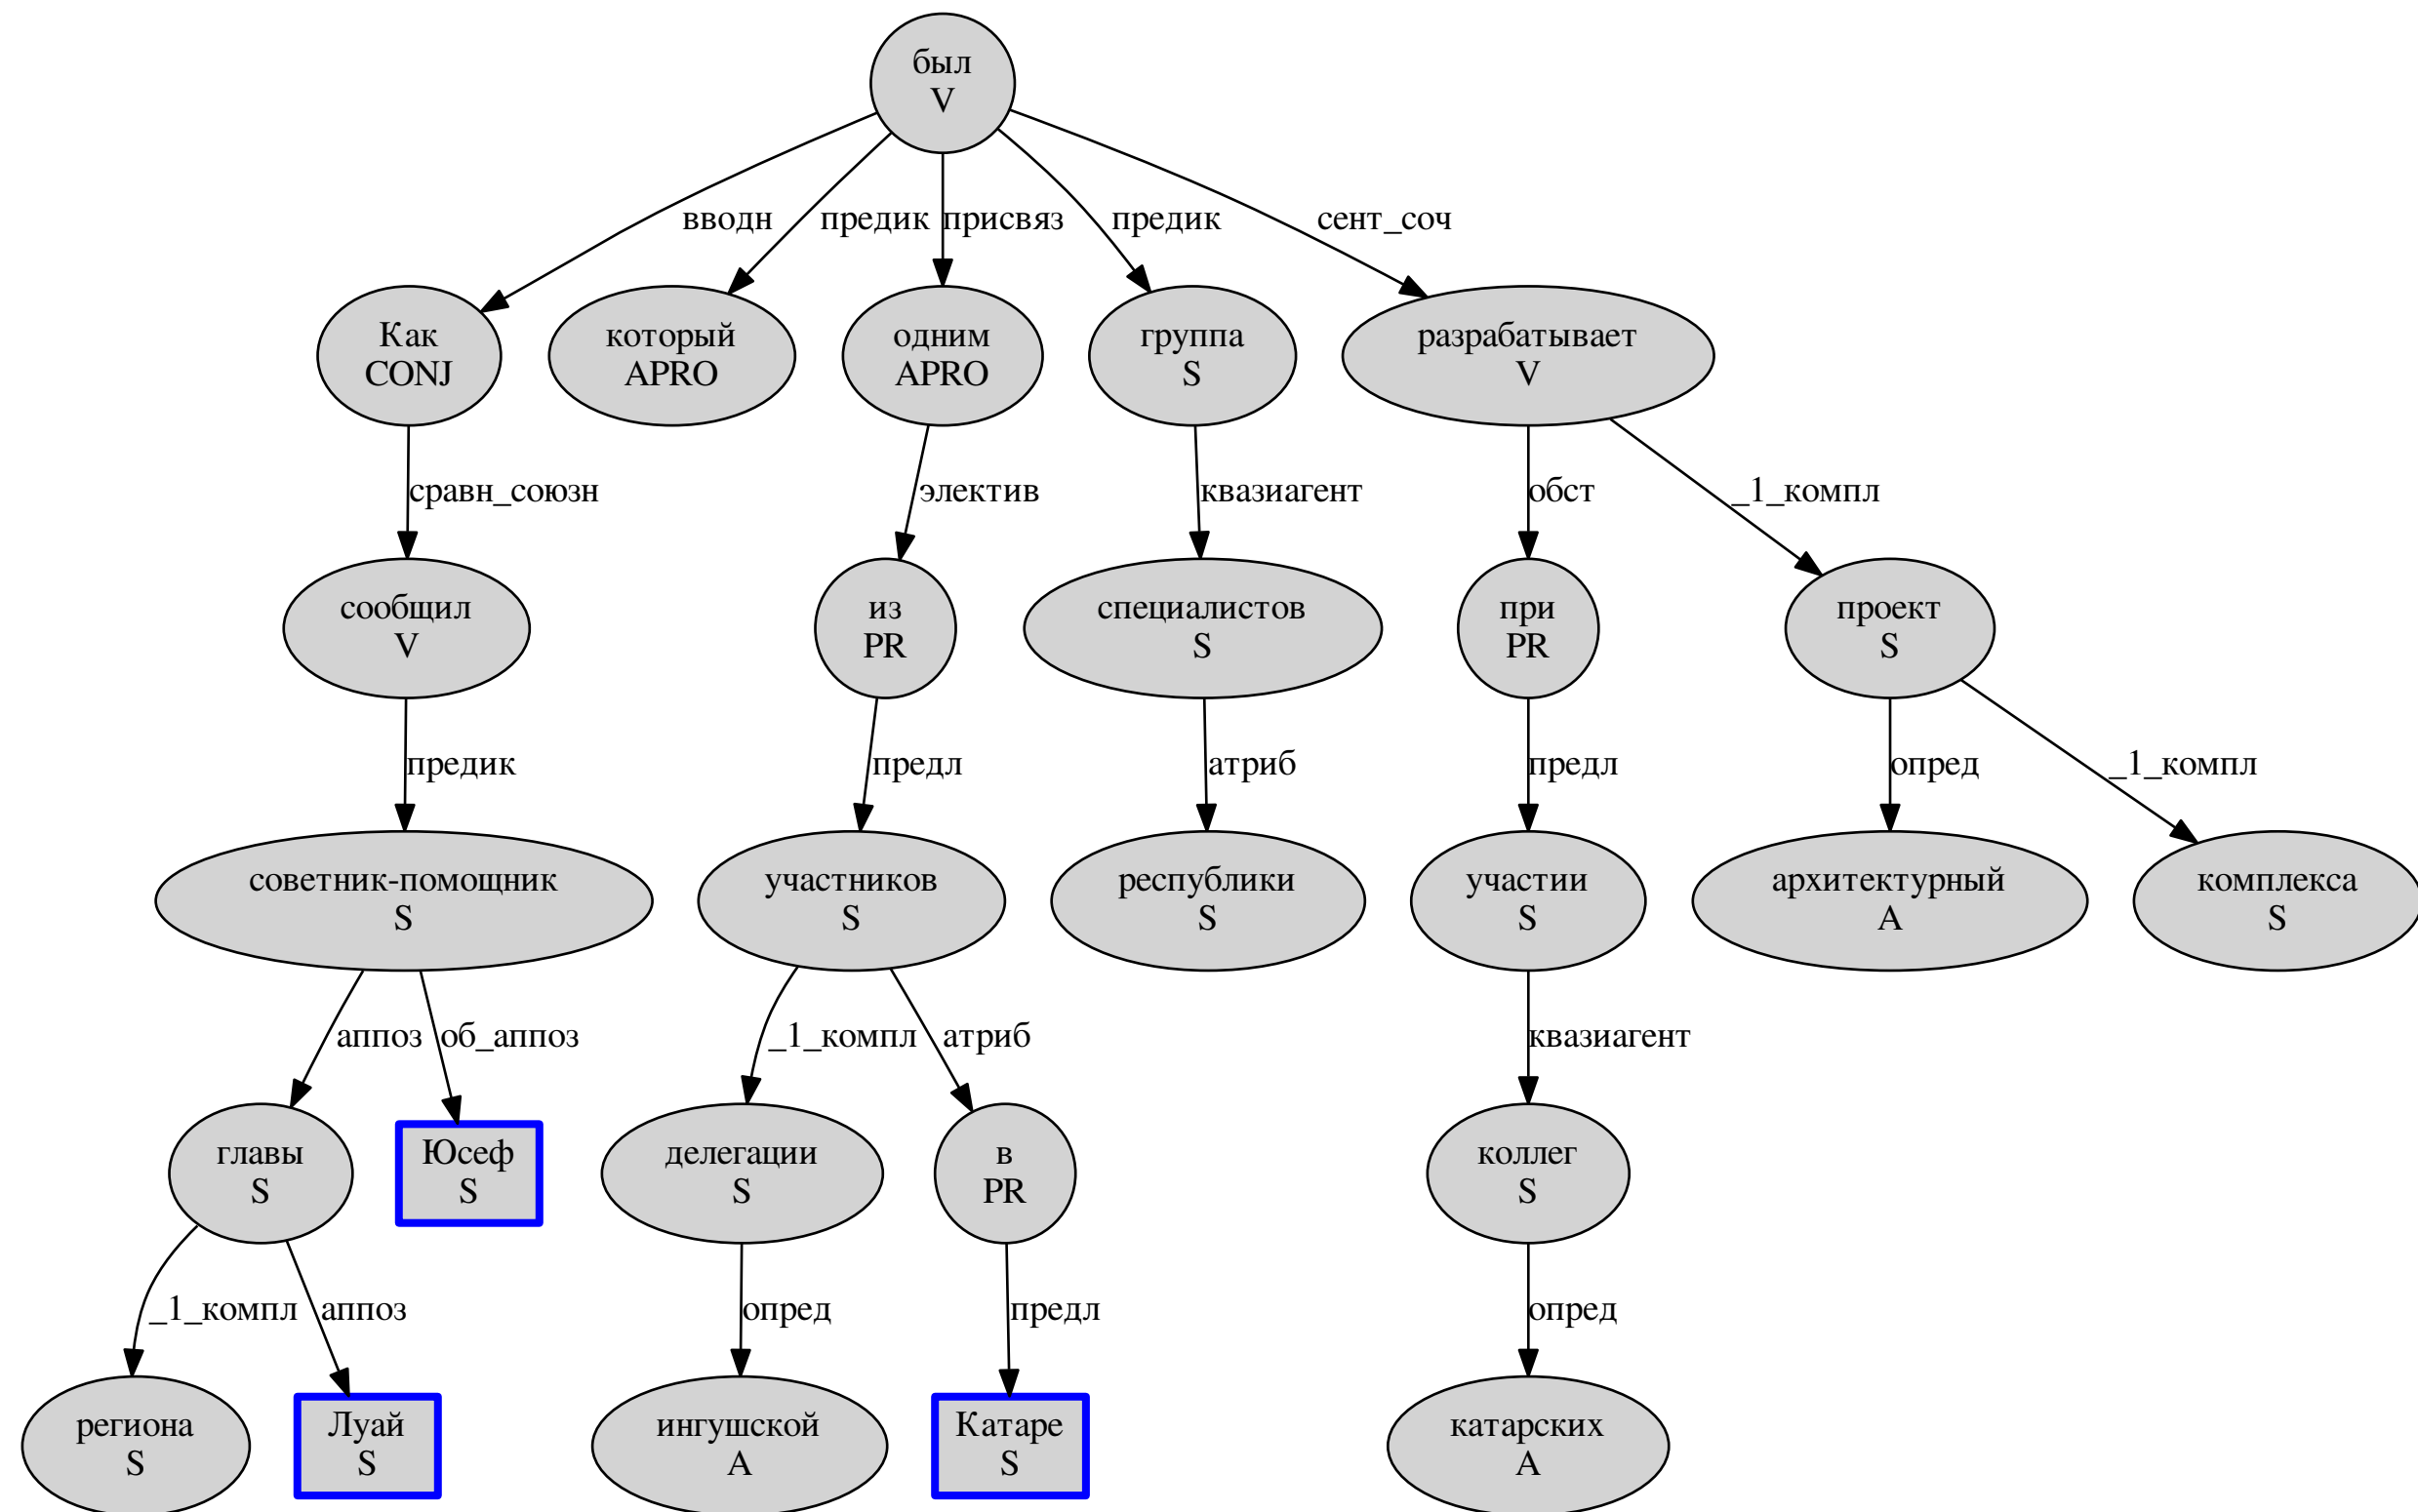 был
V
вводн
предик
присвяз
предик
сент_соч
Как
CONJ
который
APRO
одним
APRO
группа
S
разрабатывает
V
сравн_союзн
электив
квазиагент
обст
_1_компл
сообщил
V
из
PR
специалистов
S
при
PR
проект
S
предик
предл
атриб
предл
опред
_1_компл
советник-помощник
S
участников
S
республики
S
участии
S
архитектурный
A
комплекса
S
аппоз
об_аппоз
_1_компл
атриб
квазиагент
главы
S
Юсеф
S
делегации
S
в
PR
коллег
S
_1_компл
аппоз
опред
предл
опред
региона
S
Луай
S
ингушской
A
Катаре
S
катарских
A